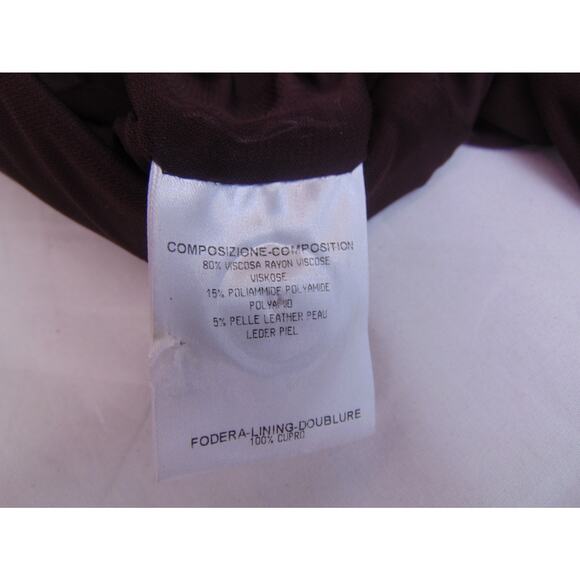 COMPOSIZIONE-COMPOSITION
80% VISCOSA RAYON VISCOSE
VISKOSE
15% POLIAMMIDE POLYAMIDE
POLYAMID
5% PELLE LEATHER PEAU
LEDER PIEL
FODERA-LINING-DOUBLURE
100% CUPRO